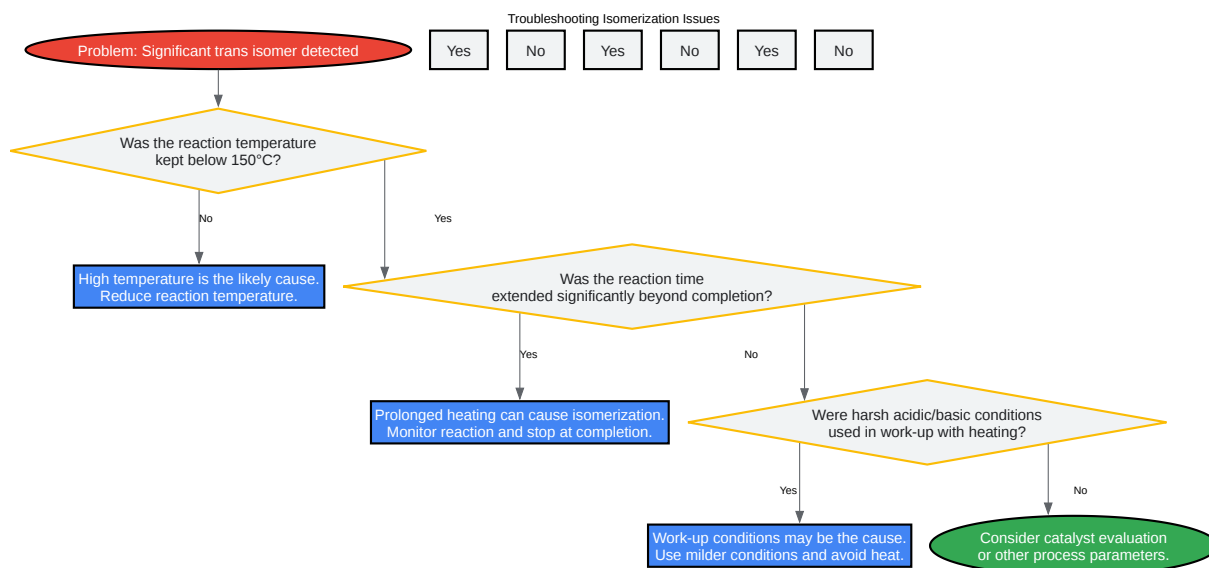 Troubleshooting Isomerization Issues
Problem: Significant trans isomer detected
Yes
No
Yes
No
Yes
No
Was the reaction temperature
kept below 150°C?
No
Yes
High temperature is the likely cause.
Reduce reaction temperature.
Was the reaction time
extended significantly beyond completion?
Yes
No
Prolonged heating can cause isomerization.
Monitor reaction and stop at completion.
Were harsh acidic/basic conditions
used in work-up with heating?
Yes
No
Work-up conditions may be the cause.
Use milder conditions and avoid heat.
Consider catalyst evaluation
or other process parameters.